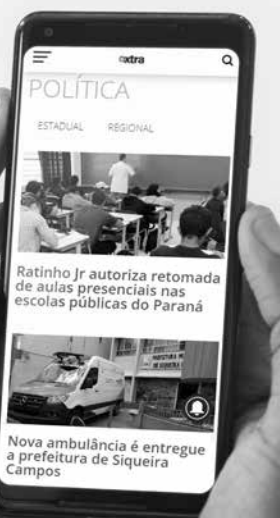 extra
POLÍTICA
ESTADUAL REGIONAL
Ratinho Jr autoriza retomada
de aulas presenciais nas
escolas públicas do Paraná
PREFEITURA
Nova ambulância é entregue
a prefeitura de Siqueira
Campos